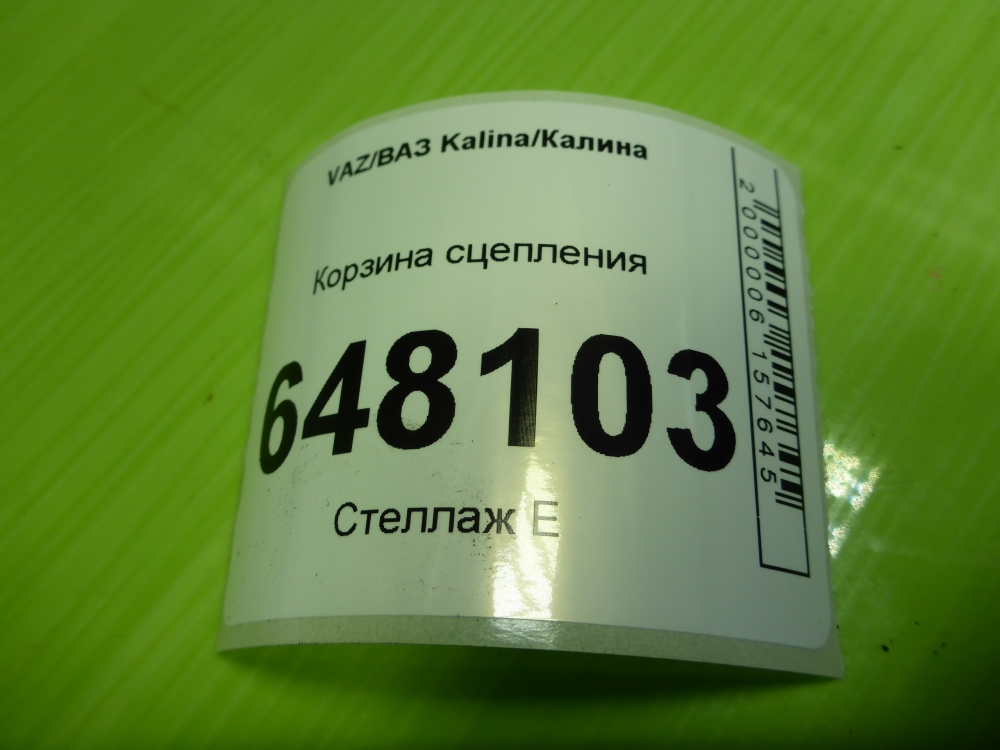 VAZ/ВАЗ Kalina/Калина
Корзина сцепления
648103
Стеллаж E
2000006157645